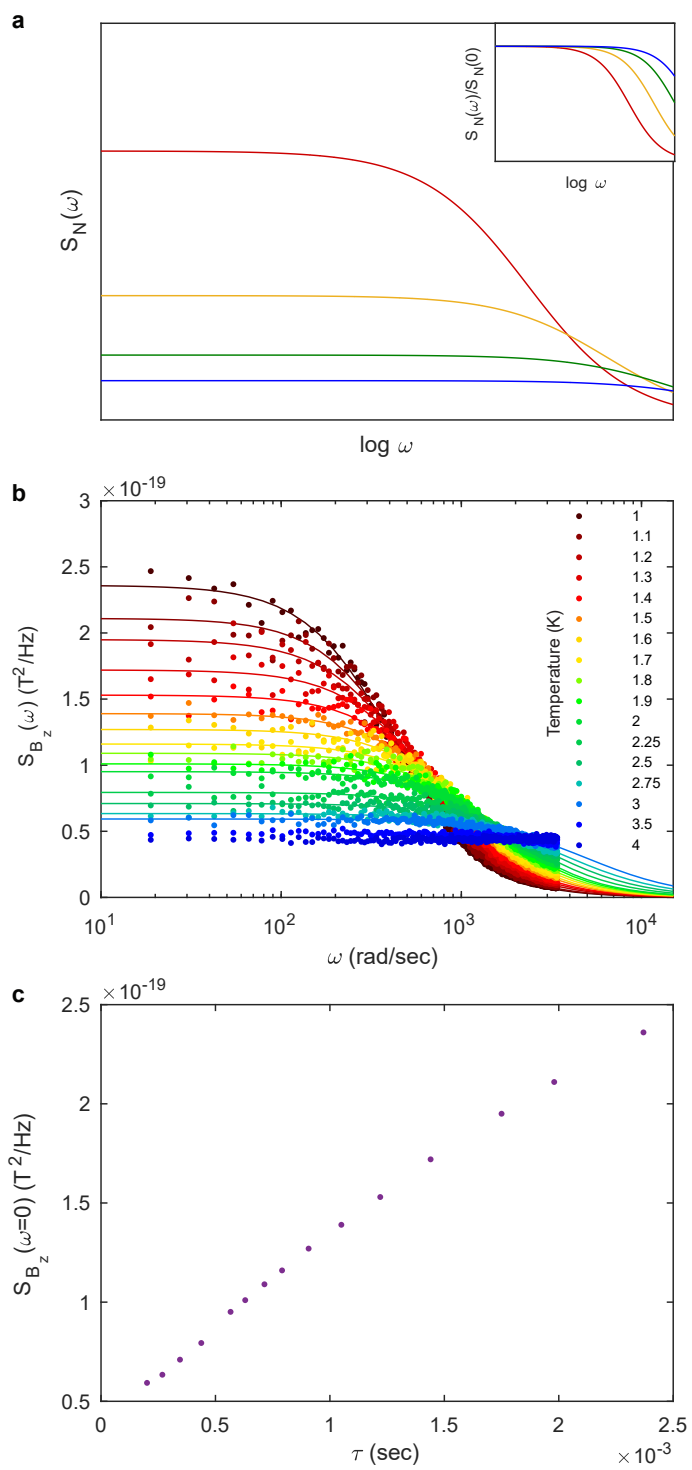 a
S_N(ω)/S_N(0)
log ω
S_N(ω)
log ω
b
× 10^-19
3
2.5
2
1.5
1
0.5
0
S_B_z(ω) (T^2/Hz)
Temperature (K)
1
1.1
1.2
1.3
1.4
1.5
1.6
1.7
1.8
1.9
2
2.25
2.5
2.75
3
3.5
4
10^1 10^2 10^3 10^4
ω (rad/sec)
c
× 10^-19
2.5
2
1.5
1
0.5
S_B_z(ω=0) (T^2/Hz)
0 0.5 1 1.5 2 2.5
τ (sec)
× 10^-3